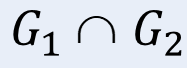 𝐺₁ ∩ 𝐺₂